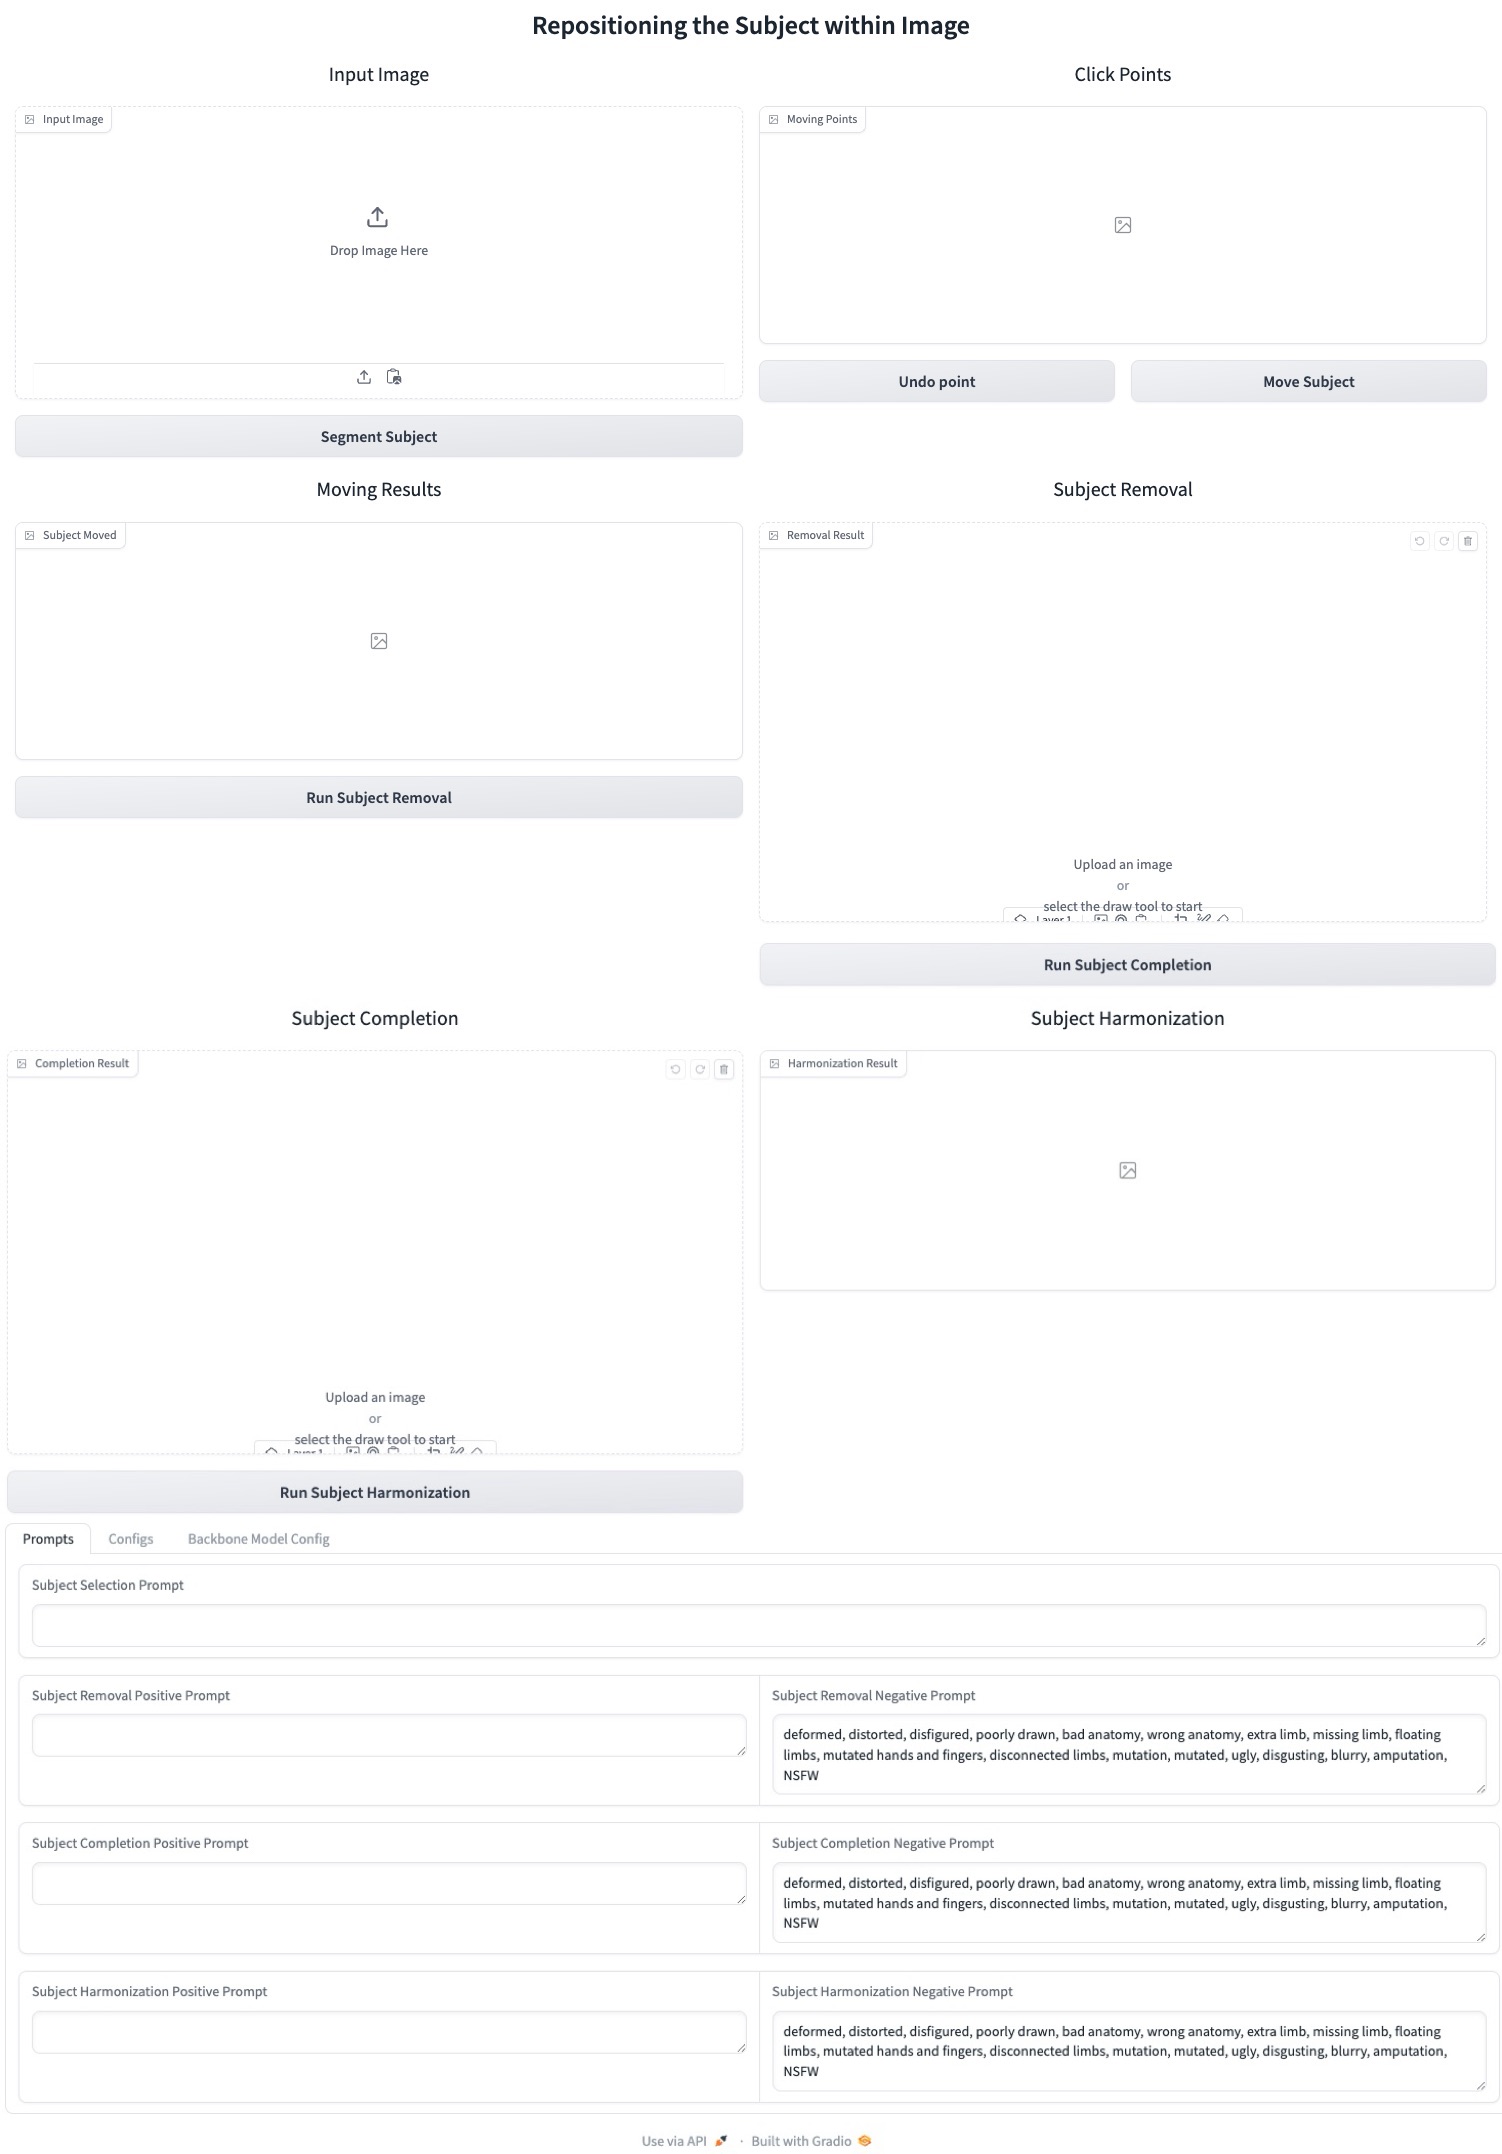 Repositioning the Subject within Image
Input Image
Click Points
Input Image
Moving Points
Drop Image Here
Undo point
Move Subject
Segment Subject
Moving Results
Subject Removal
Subject Moved
Removal Result
Run Subject Removal
Upload an image
or
select the draw tool to start
Layer 1
Run Subject Completion
Subject Completion
Subject Harmonization
Completion Result
Harmonization Result
Upload an image
or
select the draw tool to start
Layer 1
Run Subject Harmonization
Prompts
Configs
Backbone Model Config
Subject Selection Prompt
Subject Removal Positive Prompt
Subject Removal Negative Prompt
deformed, distorted, disfigured, poorly drawn, bad anatomy, wrong anatomy, extra limb, missing limb, floating
limbs, mutated hands and fingers, disconnected limbs, mutation, mutated, ugly, disgusting, blurry, amputation,
NSFW
Subject Completion Positive Prompt
Subject Completion Negative Prompt
deformed, distorted, disfigured, poorly drawn, bad anatomy, wrong anatomy, extra limb, missing limb, floating
limbs, mutated hands and fingers, disconnected limbs, mutation, mutated, ugly, disgusting, blurry, amputation,
NSFW
Subject Harmonization Positive Prompt
Subject Harmonization Negative Prompt
deformed, distorted, disfigured, poorly drawn, bad anatomy, wrong anatomy, extra limb, missing limb, floating
limbs, mutated hands and fingers, disconnected limbs, mutation, mutated, ugly, disgusting, blurry, amputation,
NSFW
Use via API · Built with Gradio